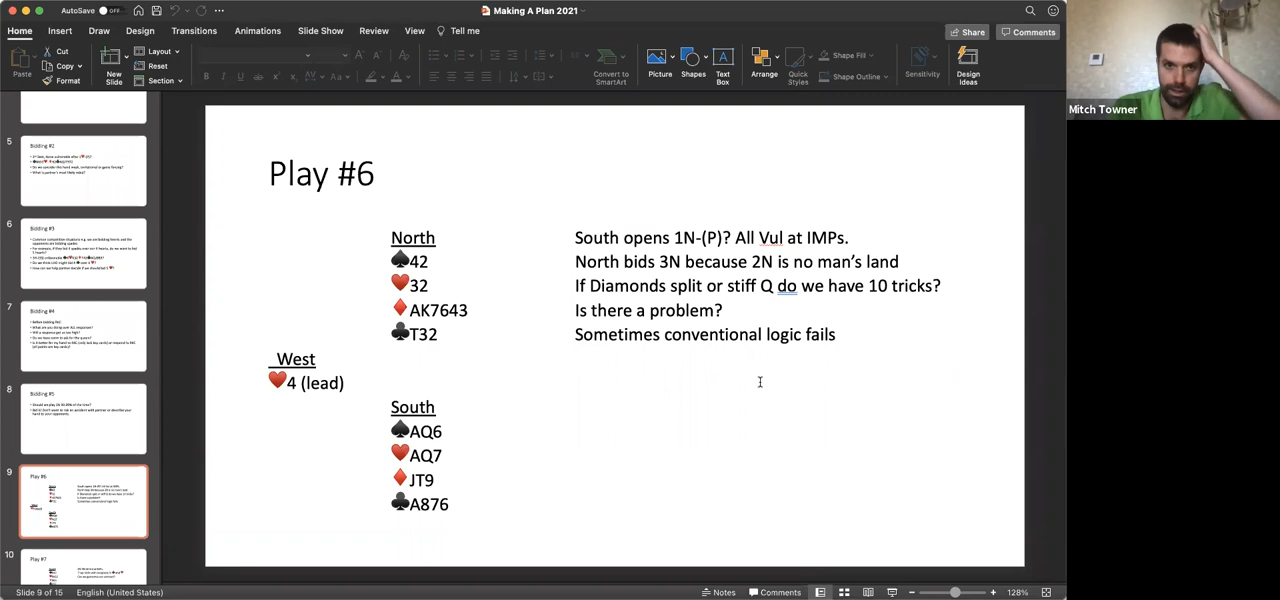 AutoSave OFF
Making A Plan 2021
Home Insert Draw Design Transitions Animations Slide Show Review View Tell me
Share Comments
Paste
Cut
Copy
Format
New Slide
Layout
Reset
Section
Convert to SmartArt
Picture
Shapes
Text Box
Arrange
Quick Styles
Shape Fill
Shape Outline
Sensitivity
Design Ideas
Mitch Towner
5
Bidding #2
6
Bidding #3
7
Bidding #4
8
Bidding #5
9
Play #6
10
Play #7
Play #6
North
♠42
♥32
♦AK7643
♣T32
West
♥4 (lead)
South
♠AQ6
♥AQ7
♦JT9
♣A876
South opens 1N-(P)? All Vul at IMPs.
North bids 3N because 2N is no man’s land
If Diamonds split or stiff Q do we have 10 tricks?
Is there a problem?
Sometimes conventional logic fails
Slide 9 of 15 English (United States)
Notes Comments 128%